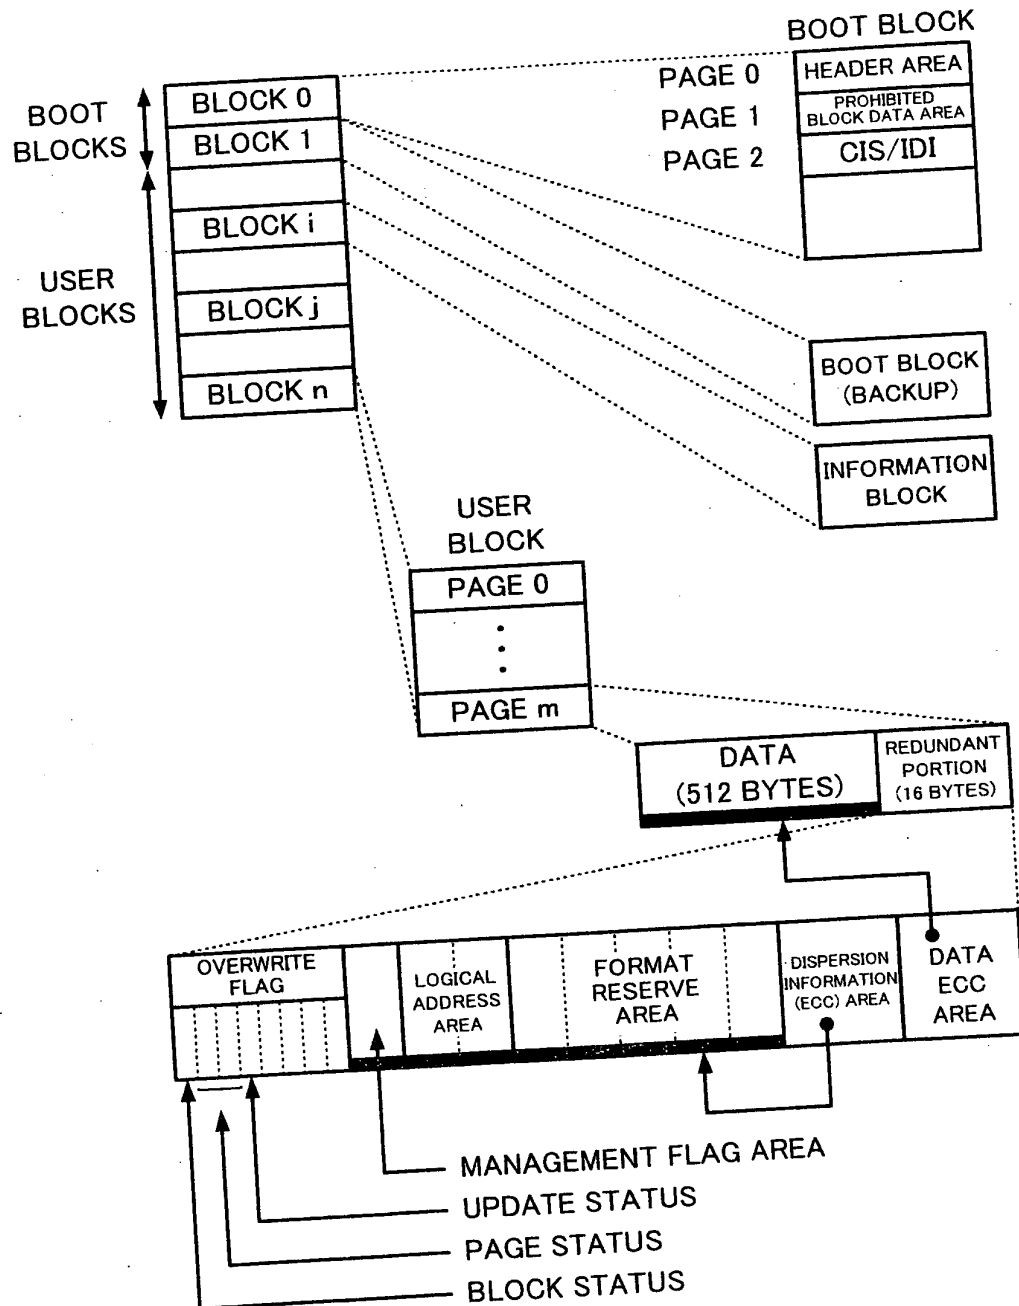 BOOT BLOCK
PAGE 0
HEADER AREA
PAGE 1
PROHIBITED
BLOCK DATA AREA
PAGE 2
CIS/IDI
BOOT
BLOCKS
BLOCK 0
BLOCK 1
USER
BLOCKS
BLOCK i
BLOCK j
BLOCK n
BOOT BLOCK
(BACKUP)
INFORMATION
BLOCK
USER
BLOCK
PAGE 0
PAGE m
DATA
(512 BYTES)
REDUNDANT
PORTION
(16 BYTES)
OVERWRITE
FLAG
LOGICAL
ADDRESS
AREA
FORMAT
RESERVE
AREA
DISPERSION
INFORMATION
(ECC) AREA
DATA
ECC
AREA
MANAGEMENT FLAG AREA
UPDATE STATUS
PAGE STATUS
BLOCK STATUS